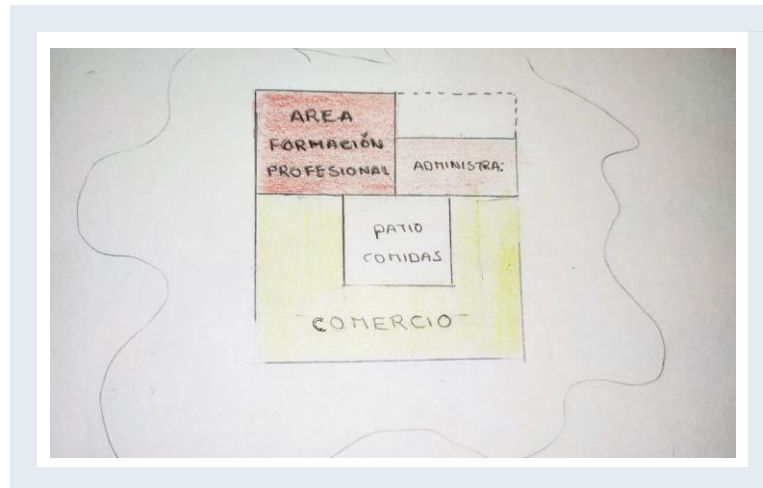 AREA
FORMACIÓN
PROFESIONAL
ADMINISTRA.
PATIO
COMIDAS
COMERCIO